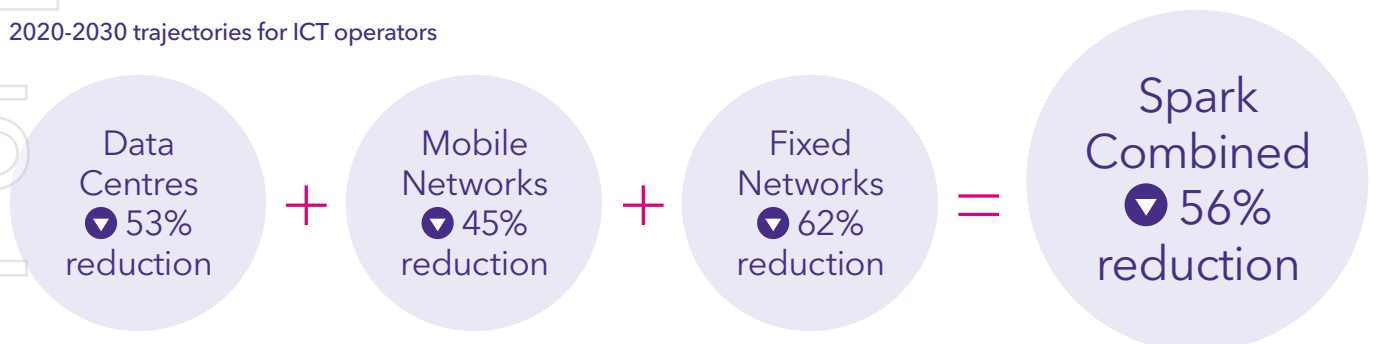 2020-2030 trajectories for ICT operators
Data
Centres
53%
reduction
+
Mobile
Networks
45%
reduction
+
Fixed
Networks
62%
reduction
=
Spark
Combined
56%
reduction